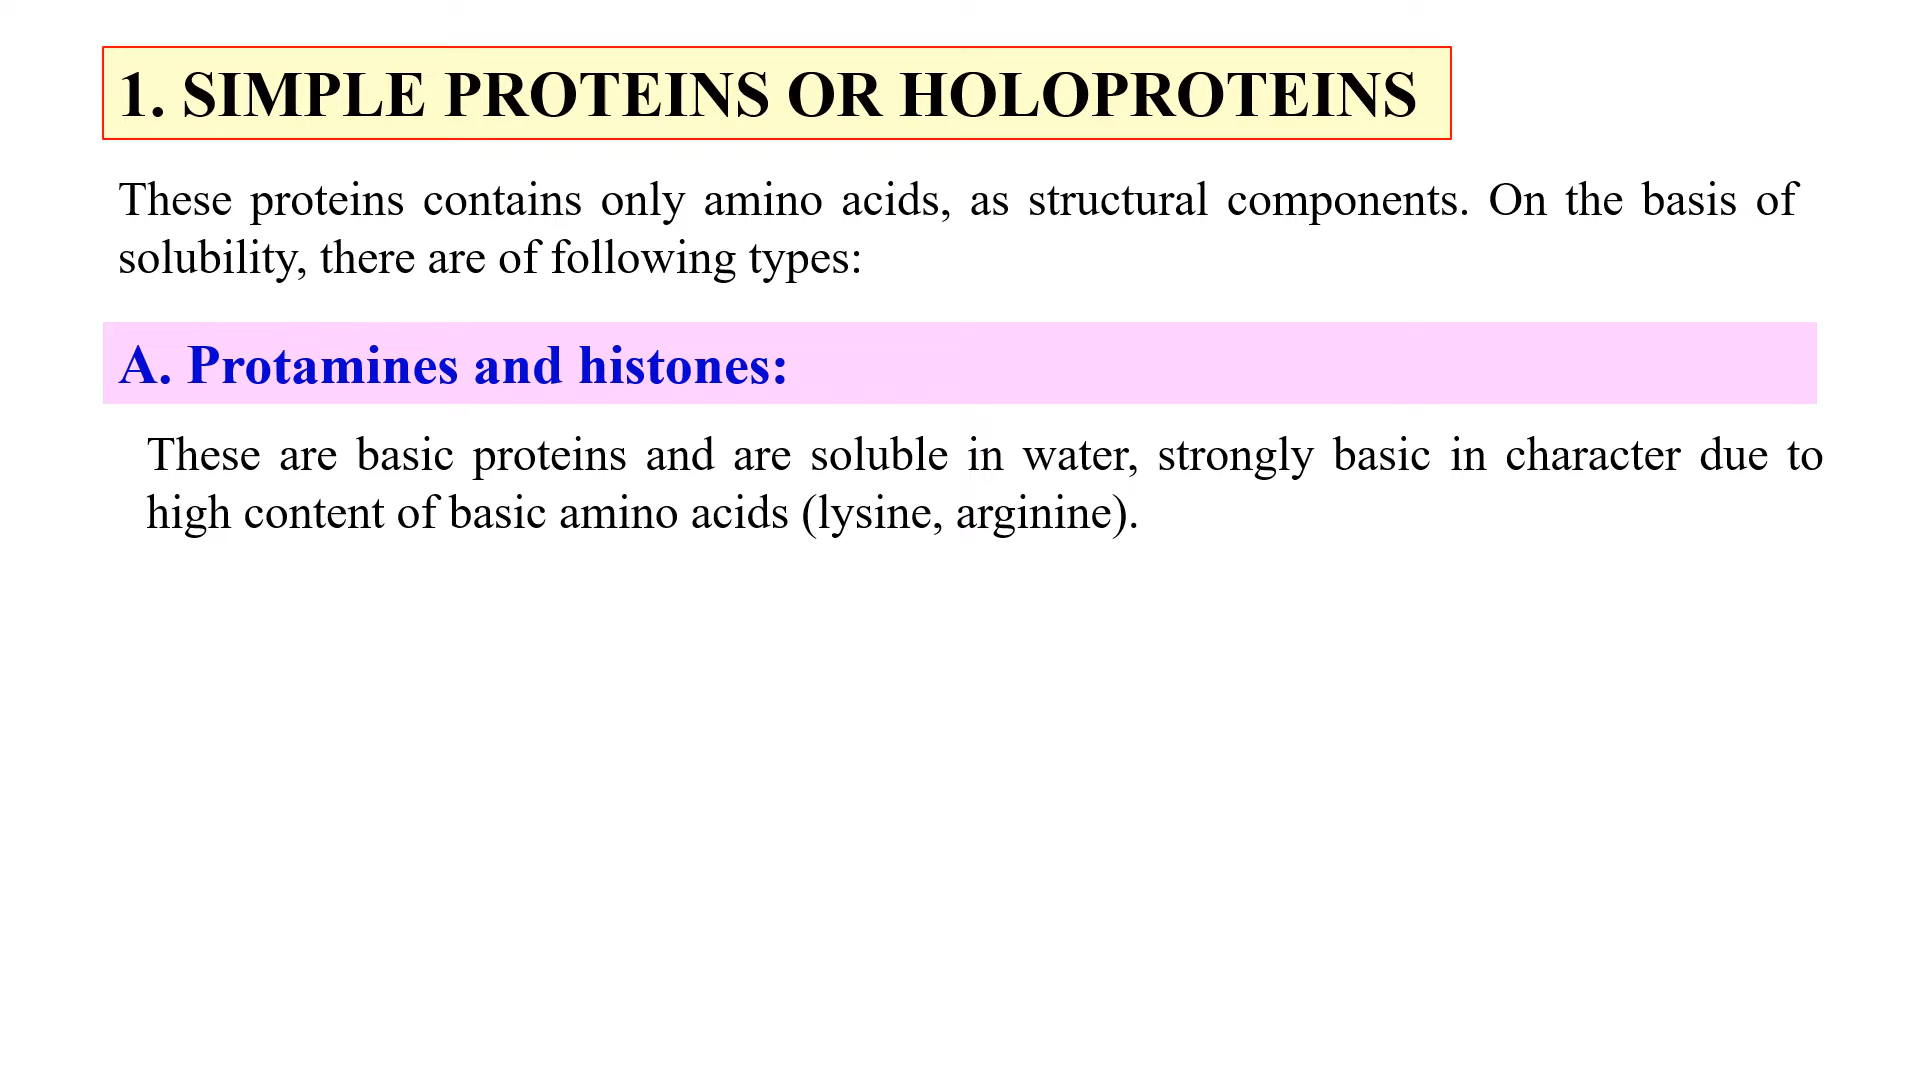 1. SIMPLE PROTEINS OR HOLOPROTEINS
These proteins contains only amino acids, as structural components. On the basis of
solubility, there are of following types:
A. Protamines and histones:
These are basic proteins and are soluble in water, strongly basic in character due to
high content of basic amino acids (lysine, arginine).